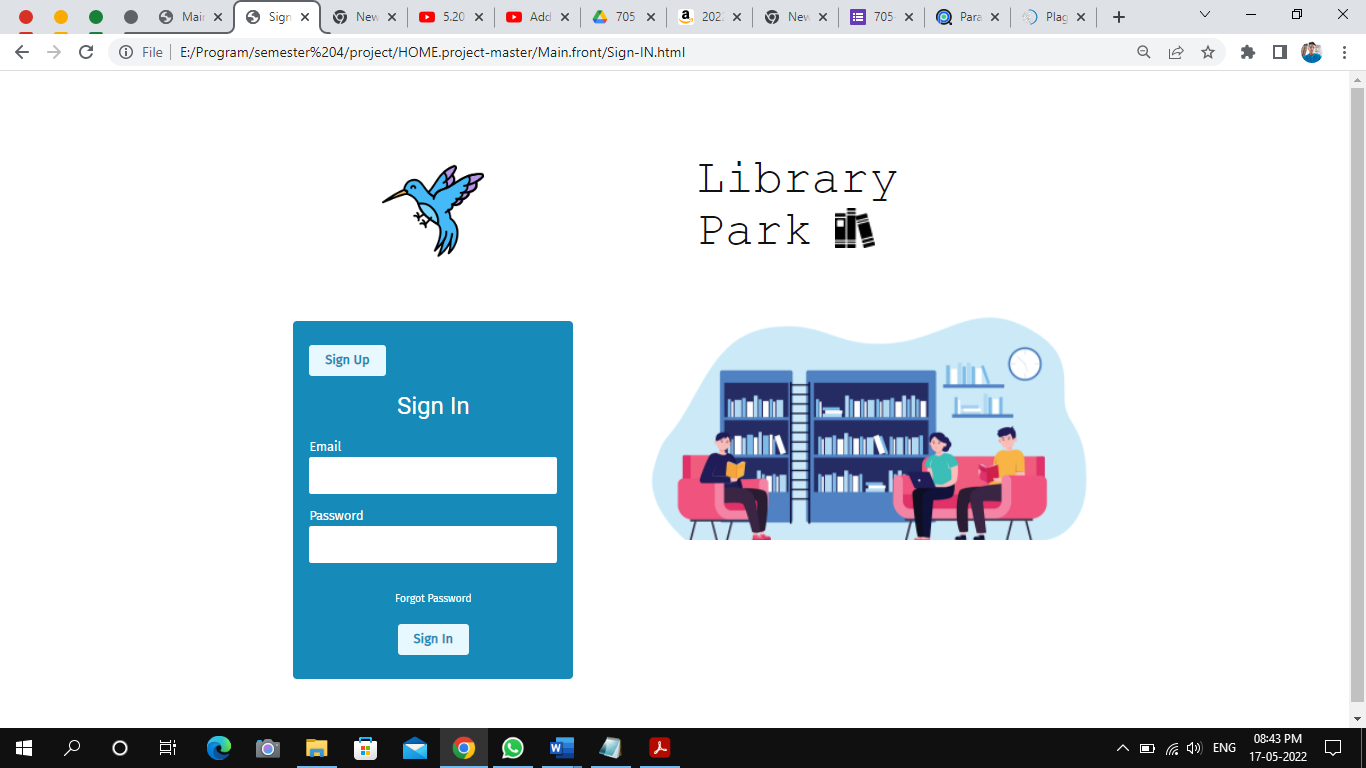 Main
Sign
New
5.20
Add
705
2022
New
705
Para
Plag
File
E:/Program/semester%204/project/HOME.project-master/Main.front/Sign-IN.html
Library
Park
Sign Up
Sign In
Email
Password
Forgot Password
Sign In
ENG
08:43 PM
17-05-2022